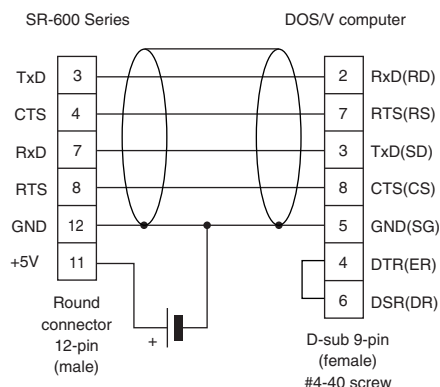 SR-600 Series
DOS/V computer
TxD 3 2 RxD(RD)
CTS 4 7 RTS(RS)
RxD 7 3 TxD(SD)
RTS 8 8 CTS(CS)
GND 12 5 GND(SG)
+5V 11 4 DTR(ER)
6 DSR(DR)
+
Round
connector
12-pin
(male)
D-sub 9-pin
(female)
#4-40 screw